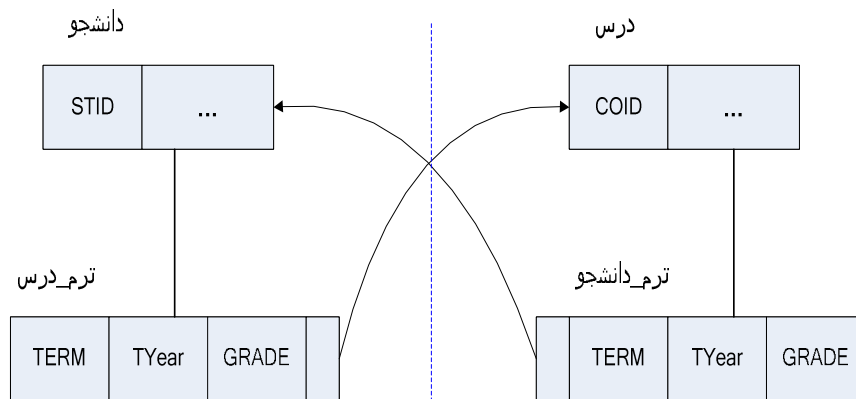 دانشجو
درس
STID ...
COID ...
ترم_درس
ترم_دانشجو
TERM TYear GRADE
TERM TYear GRADE